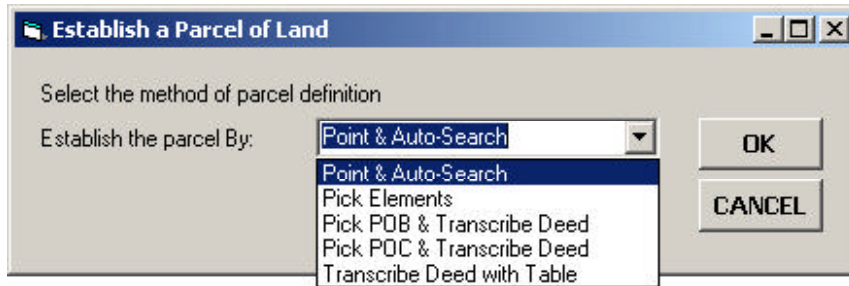 Establish a Parcel of Land
Select the method of parcel definition
Establish the parcel By: Point & Auto-Search
OK
Point & Auto-Search
Pick Elements
CANCEL
Pick POB & Transcribe Deed
Pick POC & Transcribe Deed
Transcribe Deed with Table